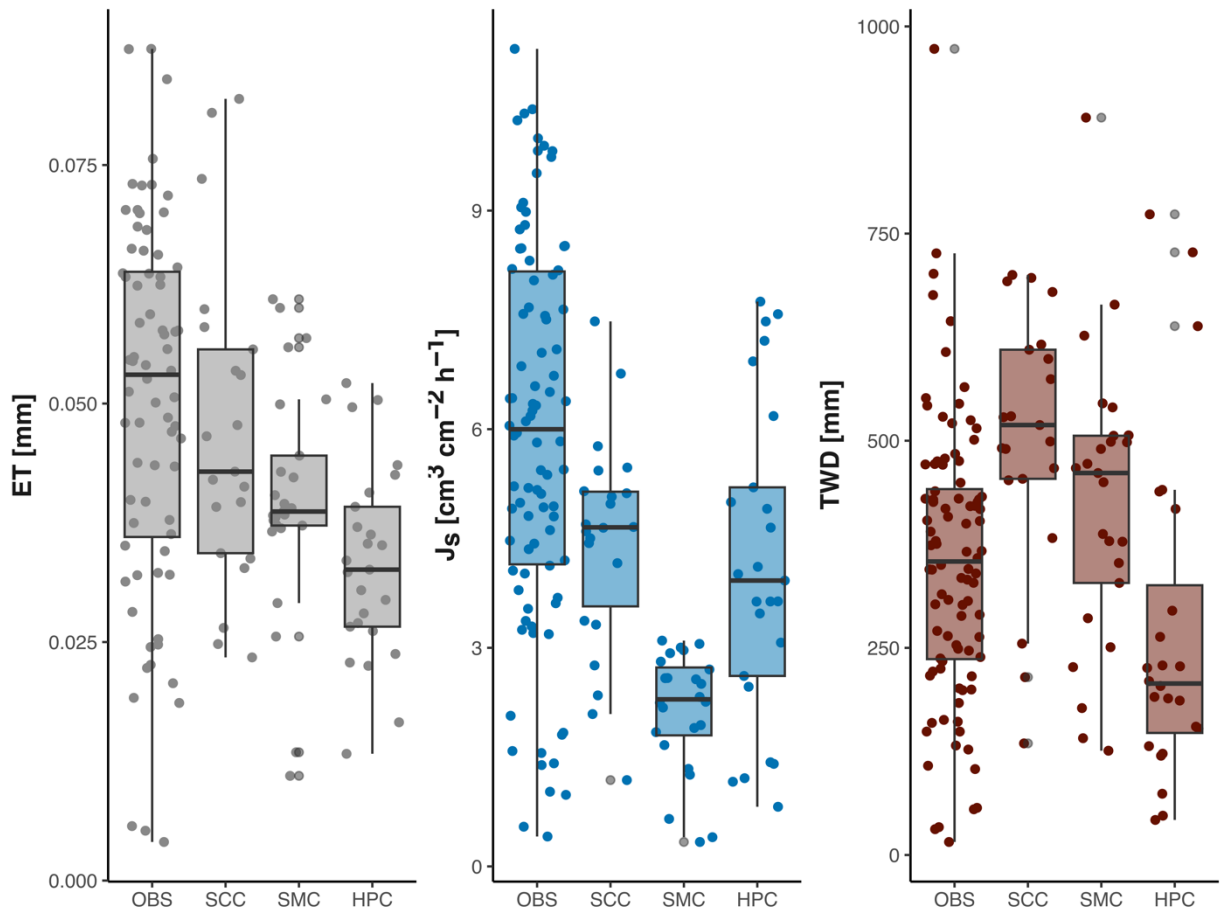 ET [mm]
0.075
0.050
0.025
0.000
OBS SCC SMC HPC
Js [cm³ cm⁻² h⁻¹]
9
6
3
0
OBS SCC SMC HPC
TWD [mm]
1000
750
500
250
0
OBS SCC SMC HPC